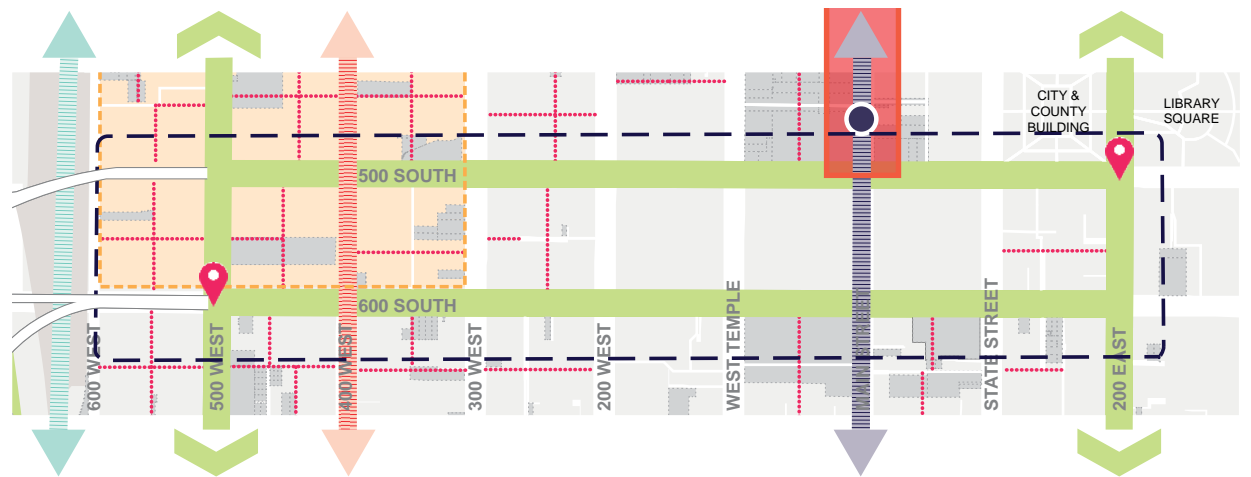 CITY &
COUNTY
BUILDING
LIBRARY
SQUARE
500 SOUTH
600 SOUTH
600 WEST
500 WEST
400 WEST
300 WEST
200 WEST
WEST TEMPLE
MAIN STREET
STATE STREET
200 EAST